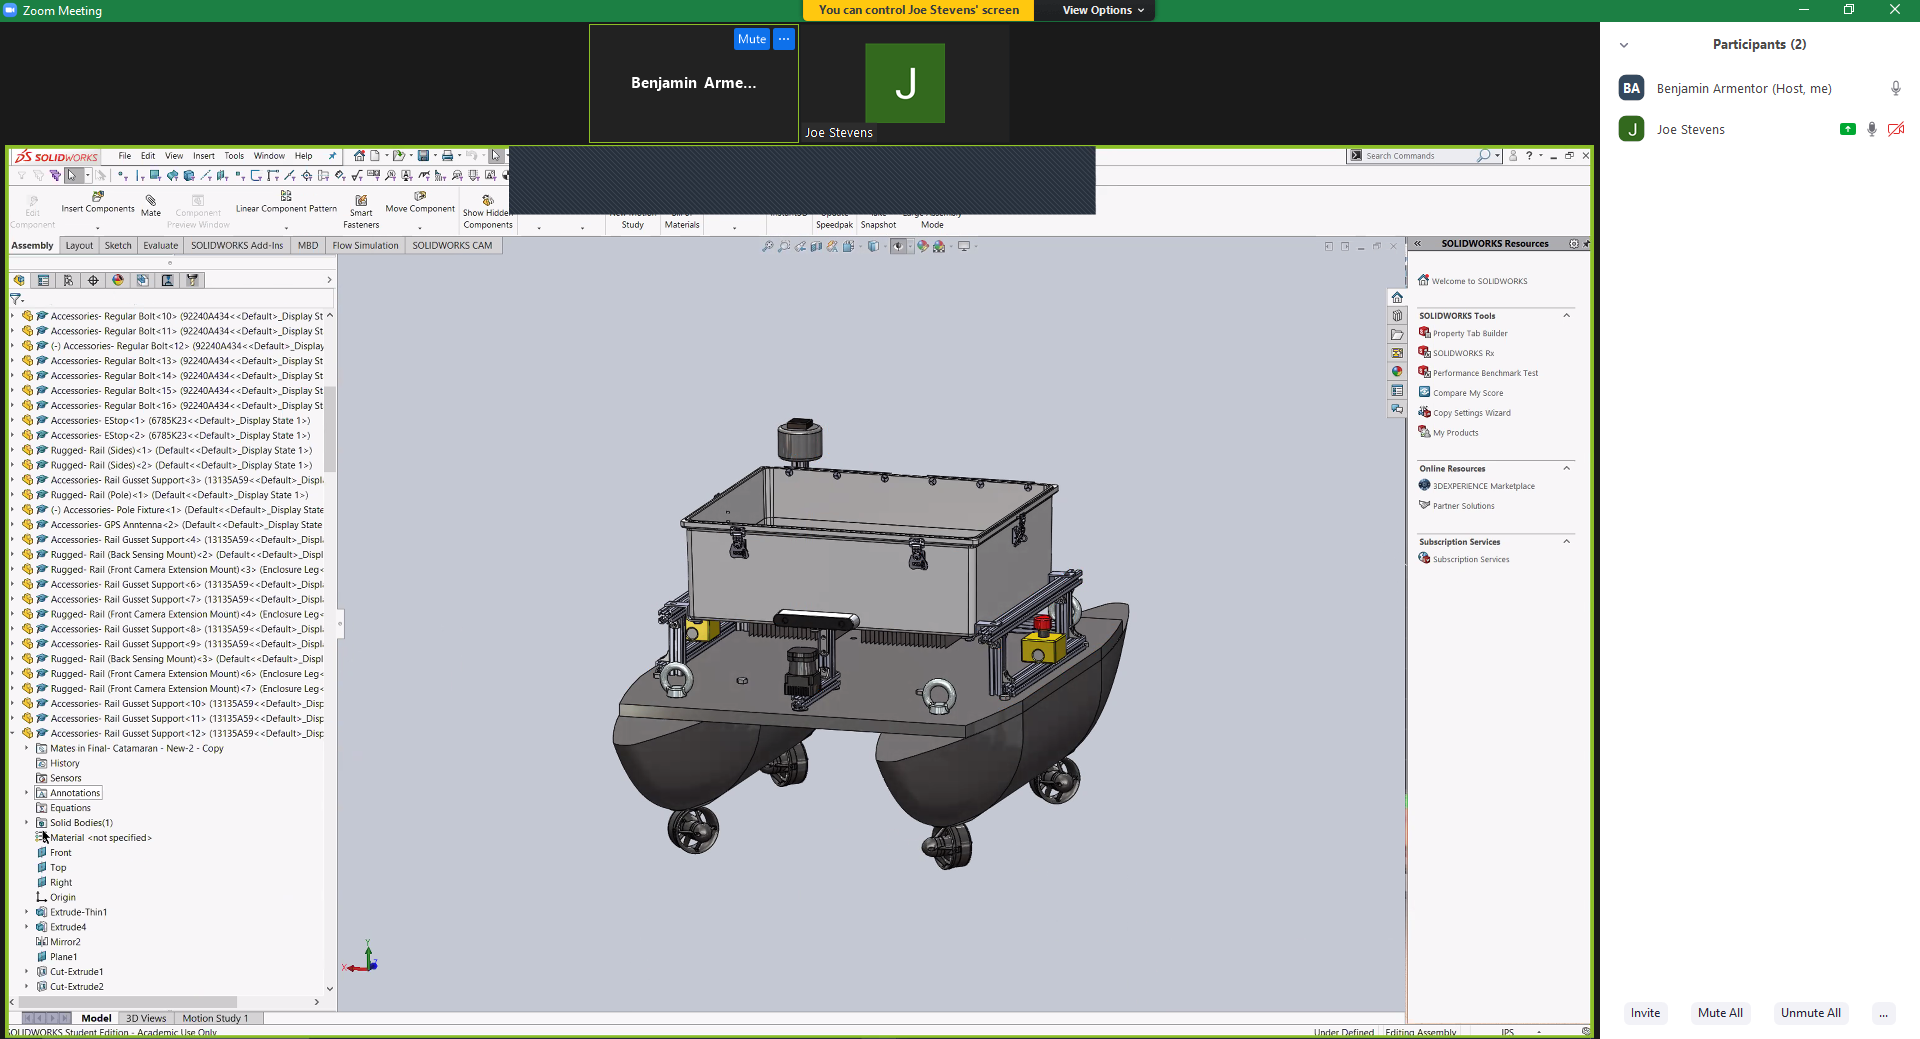 Zoom Meeting
You can control Joe Stevens' screen
View Options
Mute
...
Benjamin Arme...
J
Joe Stevens
Participants (2)
BA
Benjamin Armentor (Host, me)
J
Joe Stevens
SOLIDWORKS
File Edit View Insert Tools Window Help
Search Commands
Edit Component
Insert Components
Mate
Component Preview Window
Linear Component Pattern
Smart Fasteners
Move Component
Show Hidden Components
Study
Materials
Speedpak
Snapshot
Mode
Assembly Layout Sketch Evaluate SOLIDWORKS Add-Ins MBD Flow Simulation SOLIDWORKS CAM
Accessories- Regular Bolt<10> (92240A434<<Default>_Display St
Accessories- Regular Bolt<11> (92240A434<<Default>_Display St
(-) Accessories- Regular Bolt<12> (92240A434<<Default>_Display
Accessories- Regular Bolt<13> (92240A434<<Default>_Display St
Accessories- Regular Bolt<14> (92240A434<<Default>_Display St
Accessories- Regular Bolt<15> (92240A434<<Default>_Display St
Accessories- Regular Bolt<16> (92240A434<<Default>_Display St
Accessories- EStop<1> (6785K23<<Default>_Display State 1>)
Accessories- EStop<2> (6785K23<<Default>_Display State 1>)
Rugged- Rail (Sides)<1> (Default<<Default>_Display State 1>)
Rugged- Rail (Sides)<2> (Default<<Default>_Display State 1>)
Accessories- Rail Gusset Support<3> (13135A59<<Default>_Displ
Rugged- Rail (Pole)<1> (Default<<Default>_Display State 1>)
(-) Accessories- Pole Fixture<1> (Default<<Default>_Display State
Accessories- GPS Anntenna<2> (Default<<Default>_Display State
Accessories- Rail Gusset Support<4> (13135A59<<Default>_Displ
Rugged- Rail (Back Sensing Mount)<2> (Default<<Default>_Displ
Rugged- Rail (Front Camera Extension Mount)<3> (Enclosure Leg<
Accessories- Rail Gusset Support<6> (13135A59<<Default>_Displ
Accessories- Rail Gusset Support<7> (13135A59<<Default>_Displ
Rugged- Rail (Front Camera Extension Mount)<4> (Enclosure Leg<
Accessories- Rail Gusset Support<8> (13135A59<<Default>_Displ
Accessories- Rail Gusset Support<9> (13135A59<<Default>_Displ
Rugged- Rail (Back Sensing Mount)<3> (Default<<Default>_Displ
Rugged- Rail (Front Camera Extension Mount)<6> (Enclosure Leg<
Rugged- Rail (Front Camera Extension Mount)<7> (Enclosure Leg<
Accessories- Rail Gusset Support<10> (13135A59<<Default>_Disp
Accessories- Rail Gusset Support<11> (13135A59<<Default>_Disp
Accessories- Rail Gusset Support<12> (13135A59<<Default>_Disp
Mates in Final- Catamaran - New-2 - Copy
History
Sensors
Annotations
Equations
Solid Bodies(1)
Material <not specified>
Front
Top
Right
Origin
Extrude-Thin1
Extrude4
Mirror2
Plane1
Cut-Extrude1
Cut-Extrude2
Model 3D Views Motion Study 1
SOLIDWORKS Student Edition - Academic Use Only
Y
X
Z
SOLIDWORKS Resources
Welcome to SOLIDWORKS
SOLIDWORKS Tools
Property Tab Builder
SOLIDWORKS Rx
Performance Benchmark Test
Compare My Score
Copy Settings Wizard
My Products
Online Resources
3DEXPERIENCE Marketplace
Partner Solutions
Subscription Services
Subscription Services
Under Defined Editing Assembly IPS
Invite Mute All Unmute All ...